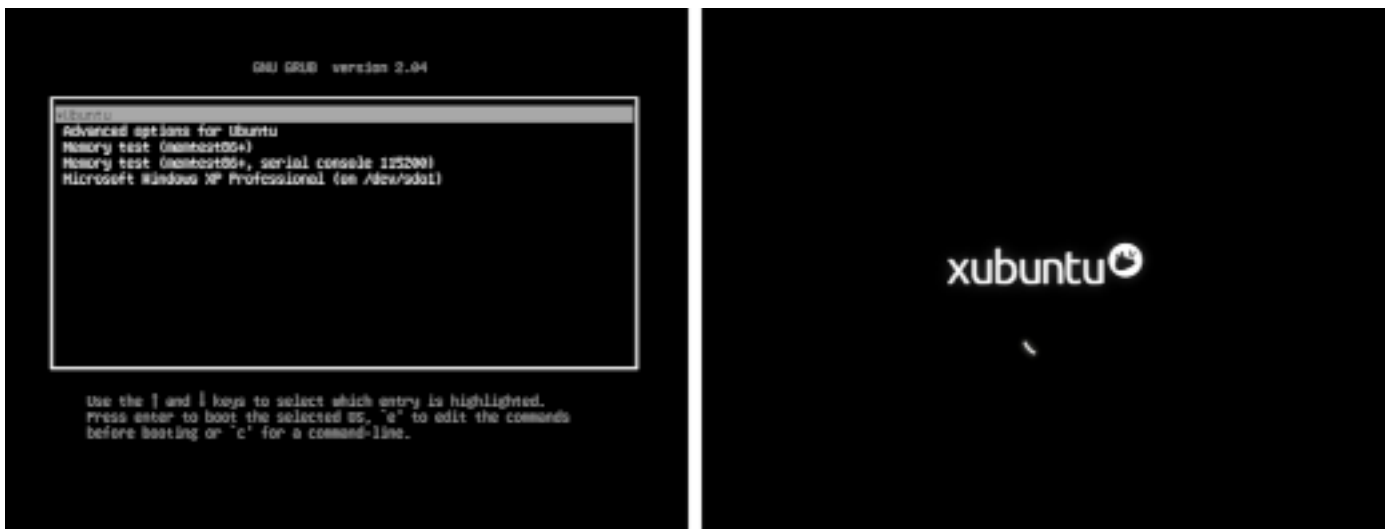 GNU GRUB version 2.04
*Ubuntu
Advanced options for Ubuntu
Memory test (memtest86+)
Memory test (memtest86+, serial console 115200)
Microsoft Windows XP Professional (on /dev/sda1)
Use the ↑ and ↓ keys to select which entry is highlighted.
Press enter to boot the selected OS, `e' to edit the commands
before booting or `c' for a command-line.
xubuntu